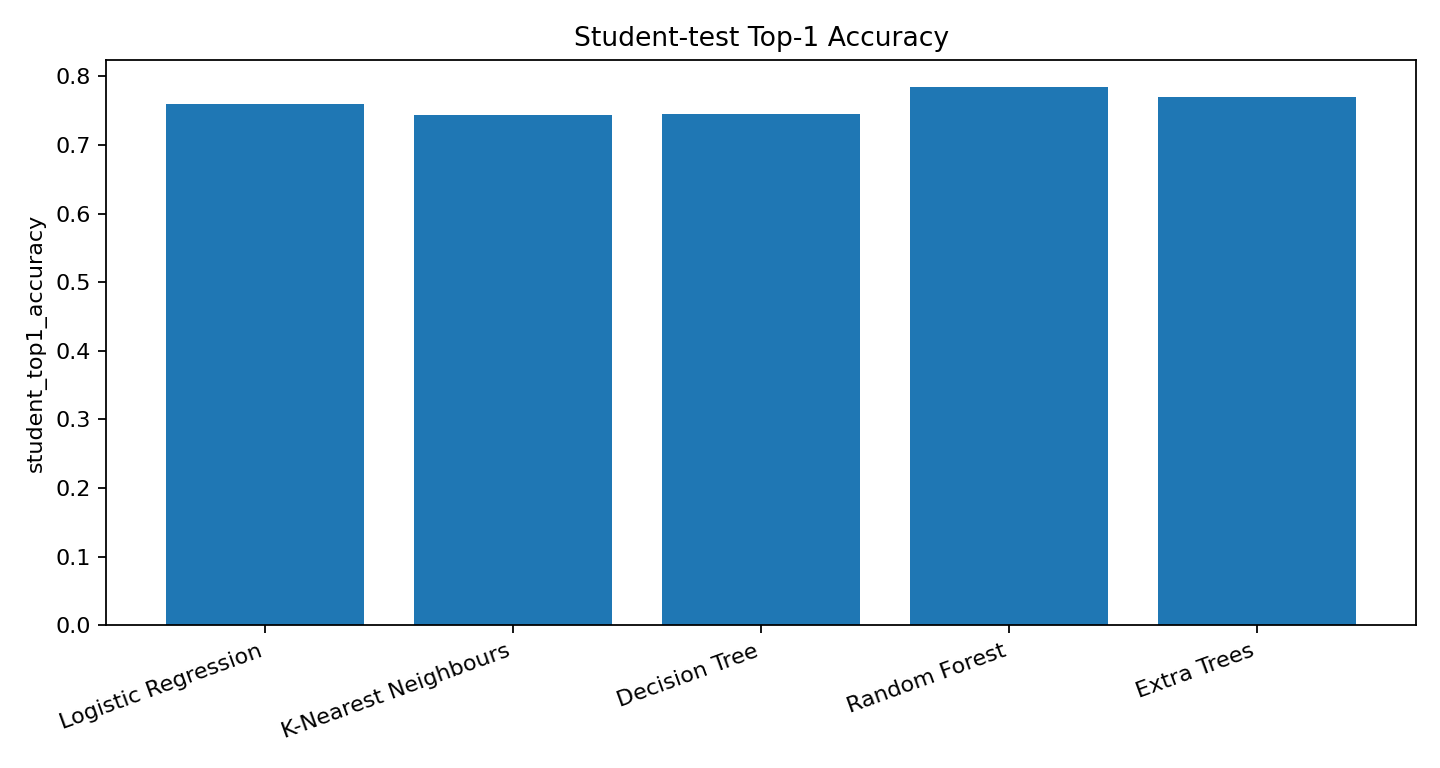 Student-test Top-1 Accuracy
student_top1_accuracy
0.8
0.7
0.6
0.5
0.4
0.3
0.2
0.1
0.0
Logistic Regression
K-Nearest Neighbours
Decision Tree
Random Forest
Extra Trees